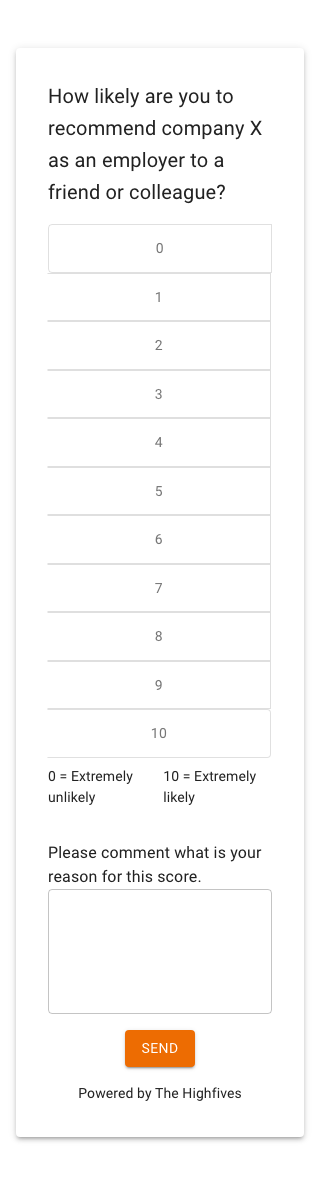 How likely are you to
recommend company X
as an employer to a
friend or colleague?
0
1
2
3
4
5
6
7
8
9
10
0 = Extremely unlikely
10 = Extremely likely
Please comment what is your
reason for this score.
SEND
Powered by The Highfives